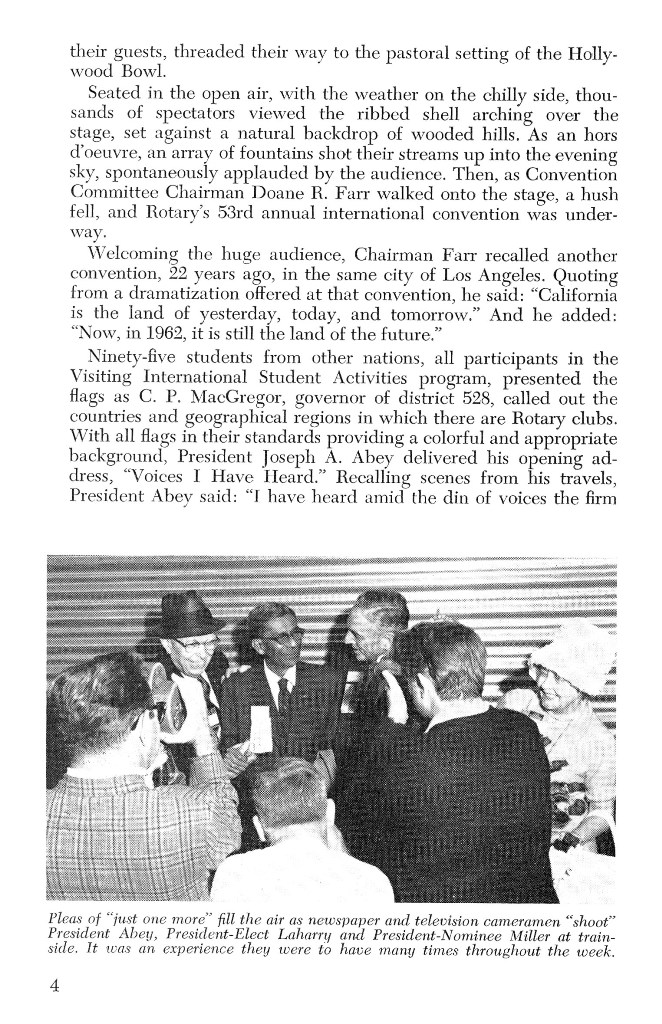 their guests, threaded their way to the pastoral setting of the Holly-
wood Bowl.
Seated in the open air, with the weather on the chilly side, thou-
sands of spectators viewed the ribbed shell arching over the
stage, set against a natural backdrop of wooded hills. As an hors
d'oeuvre, an array of fountains shot their streams up into the evening
sky, spontaneously applauded by the audience. Then, as Convention
Committee Chairman Doane R. Farr walked onto the stage, a hush
fell, and Rotary's 53rd annual international convention was under-
way.
Welcoming the huge audience, Chairman Farr recalled another
convention, 22 years ago, in the same city of Los Angeles. Quoting
from a dramatization offered at that convention, he said: “California
is the land of yesterday, today, and tomorrow.” And he added:
“Now, in 1962, it is still the land of the future.”
Ninety-five students from other nations, all participants in the
Visiting International Student Activities program, presented the
flags as C. P. MacGregor, governor of district 528, called out the
countries and geographical regions in which there are Rotary clubs.
With all flags in their standards providing a colorful and appropriate
background, President Joseph A. Abey delivered his opening ad-
dress, “Voices I Have Heard.” Recalling scenes from his travels,
President Abey said: “I have heard amid the din of voices the firm
Pleas of “just one more” fill the air as newspaper and television cameramen “shoot”
President Abey, President-Elect Laharry and President-Nominee Miller at train-
side. It was an experience they were to have many times throughout the week.
4